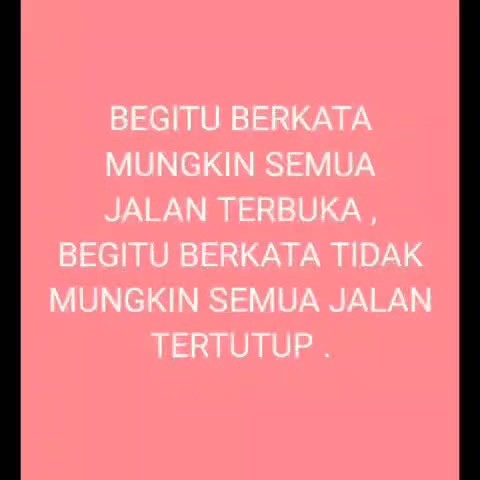 BEGITU BERKATA
MUNGKIN SEMUA
JALAN TERBUKA ,
BEGITU BERKATA TIDAK
MUNGKIN SEMUA JALAN
TERTUTUP .